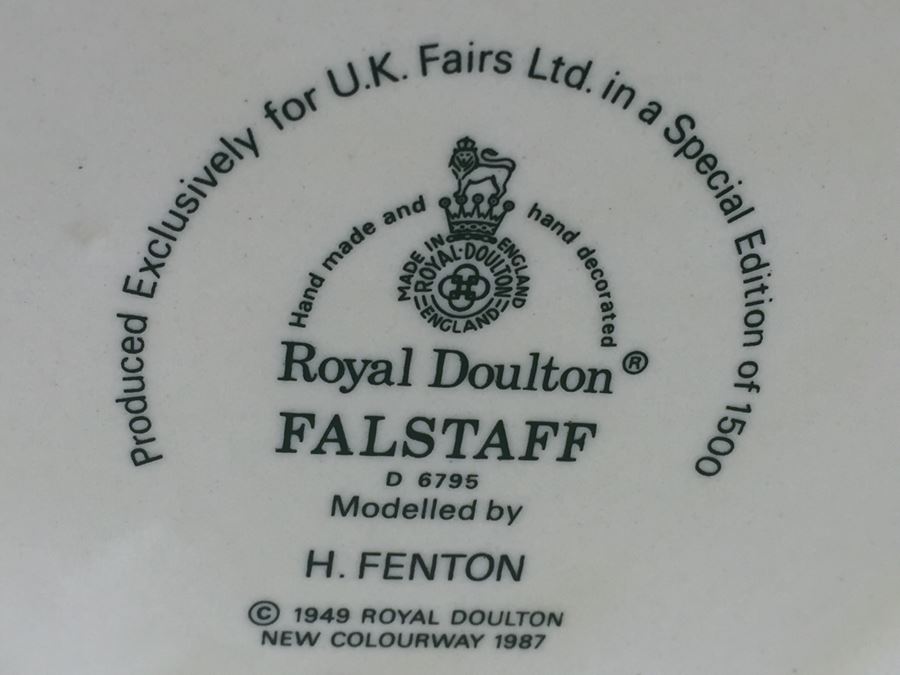 Produced Exclusively for U.K. Fairs Ltd. in a Special Edition of 1500
Hand made and hand decorated
MADE IN ENGLAND
ROYAL·DOULTON
ENGLAND
Royal Doulton ®
FALSTAFF
D 6795
Modelled by
H. FENTON
© 1949 ROYAL DOULTON
NEW COLOURWAY 1987